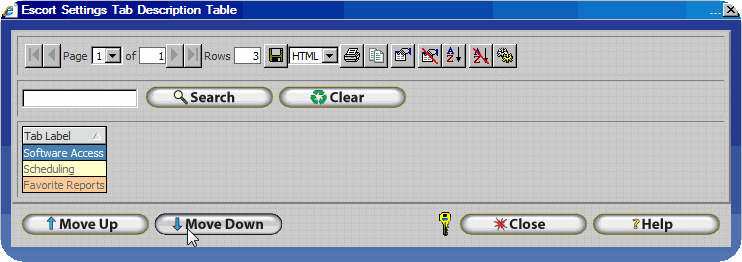 Escort Settings Tab Description Table
Page 1 of 1 Rows 3 HTML
Search Clear
Tab Label
Software Access
Scheduling
Favorite Reports
Move Up Move Down Close ?Help